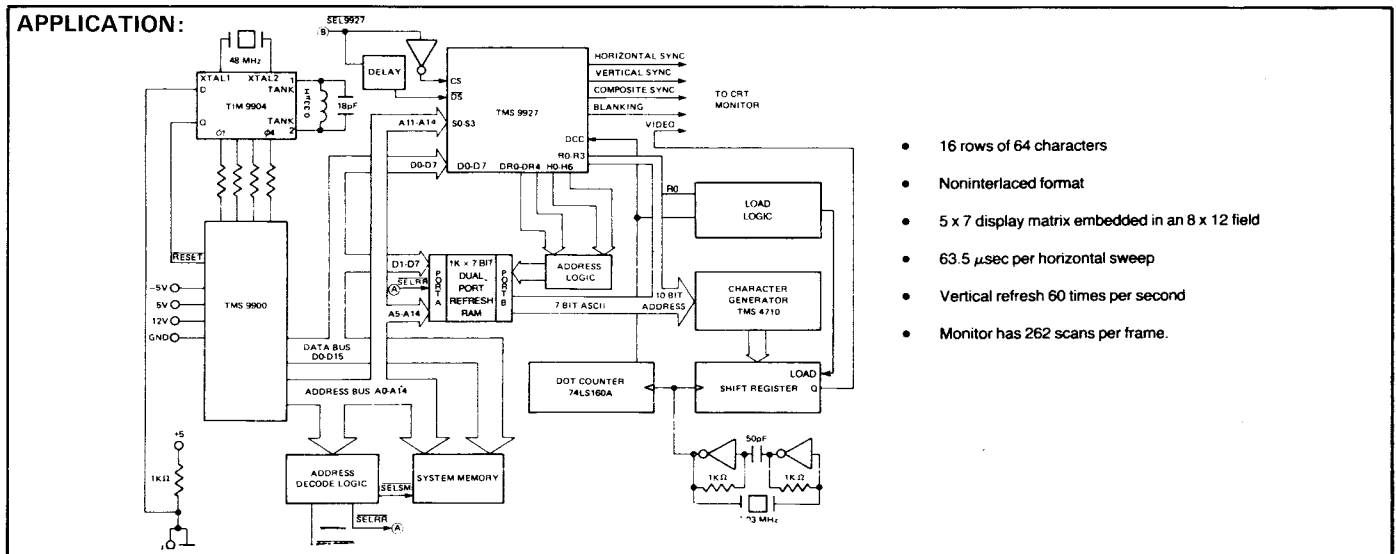 APPLICATION:
SEL9927
B
48 MHz
XTAL1 XTAL2 1
D TANK
TIM 9904
0.33μH
18pF
Q TANK
2
DELAY
CS
DS
TMS 9927
A11-A14
S0-S3
D0-D7
D0-D7 DR0-DR4 H0-H6
DCC
R0-R3
HORIZONTAL SYNC
VERTICAL SYNC
COMPOSITE SYNC
BLANKING
VIDEO
TO CRT
MONITOR
R0
LOAD
LOGIC
RESET
-5V
5V
12V
GND
TMS 9900
D1-D7
SELRR
A
A5-A14
PORT A
1K × 7 BIT
DUAL
PORT
REFRESH
RAM
PORT B
ADDRESS
LOGIC
7 BIT ASCII
10 BIT
ADDRESS
CHARACTER
GENERATOR
TMS 4710
DATA BUS
D0-D15
ADDRESS BUS A0-A14
DOT COUNTER
74LS160A
LOAD
SHIFT REGISTER Q
+5
1KΩ
ADDRESS
DECODE LOGIC
SELSM
SYSTEM MEMORY
SELRR
A
50pF
1KΩ
1KΩ
MHz
• 16 rows of 64 characters
• Noninterlaced format
• 5 x 7 display matrix embedded in an 8 x 12 field
• 63.5 μsec per horizontal sweep
• Vertical refresh 60 times per second
• Monitor has 262 scans per frame.